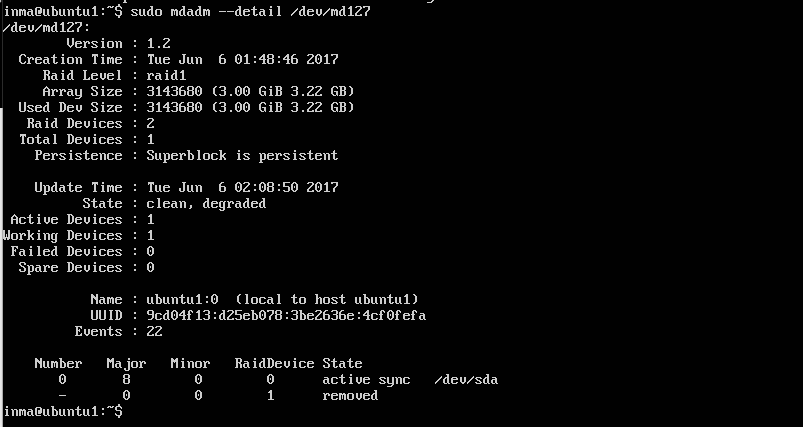 inma@ubuntu1:~$ sudo mdadm --detail /dev/md127
/dev/md127:
Version : 1.2
Creation Time : Tue Jun  6 01:48:46 2017
Raid Level : raid1
Array Size : 3143680 (3.00 GiB 3.22 GB)
Used Dev Size : 3143680 (3.00 GiB 3.22 GB)
Raid Devices : 2
Total Devices : 1
Persistence : Superblock is persistent
Update Time : Tue Jun  6 02:08:50 2017
State : clean, degraded
Active Devices : 1
Working Devices : 1
Failed Devices : 0
Spare Devices : 0
Name : ubuntu1:0  (local to host ubuntu1)
UUID : 9cd04f13:d25eb078:3be2636e:4cf0fefa
Events : 22
Number   Major   Minor   RaidDevice State
0       8        0        0      active sync   /dev/sda
-       0        0        1      removed
inma@ubuntu1:~$